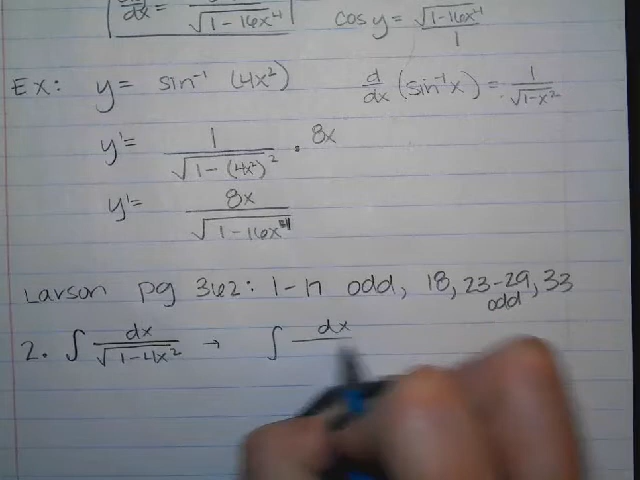 dy/dx = 8x/√(1-16x⁴)
cos y = √(1-16x⁴)/1
Ex: y = sin⁻¹ (4x²)
d/dx (sin⁻¹x) = 1/√(1-x²)
y' = 1/√(1-(4x²)²) · 8x
y' = 8x/√(1-16x⁴)
Larson pg 362: 1-17 odd, 18, 23-29, 33
odd
2. ∫ dx/√(1-4x²) → ∫ dx